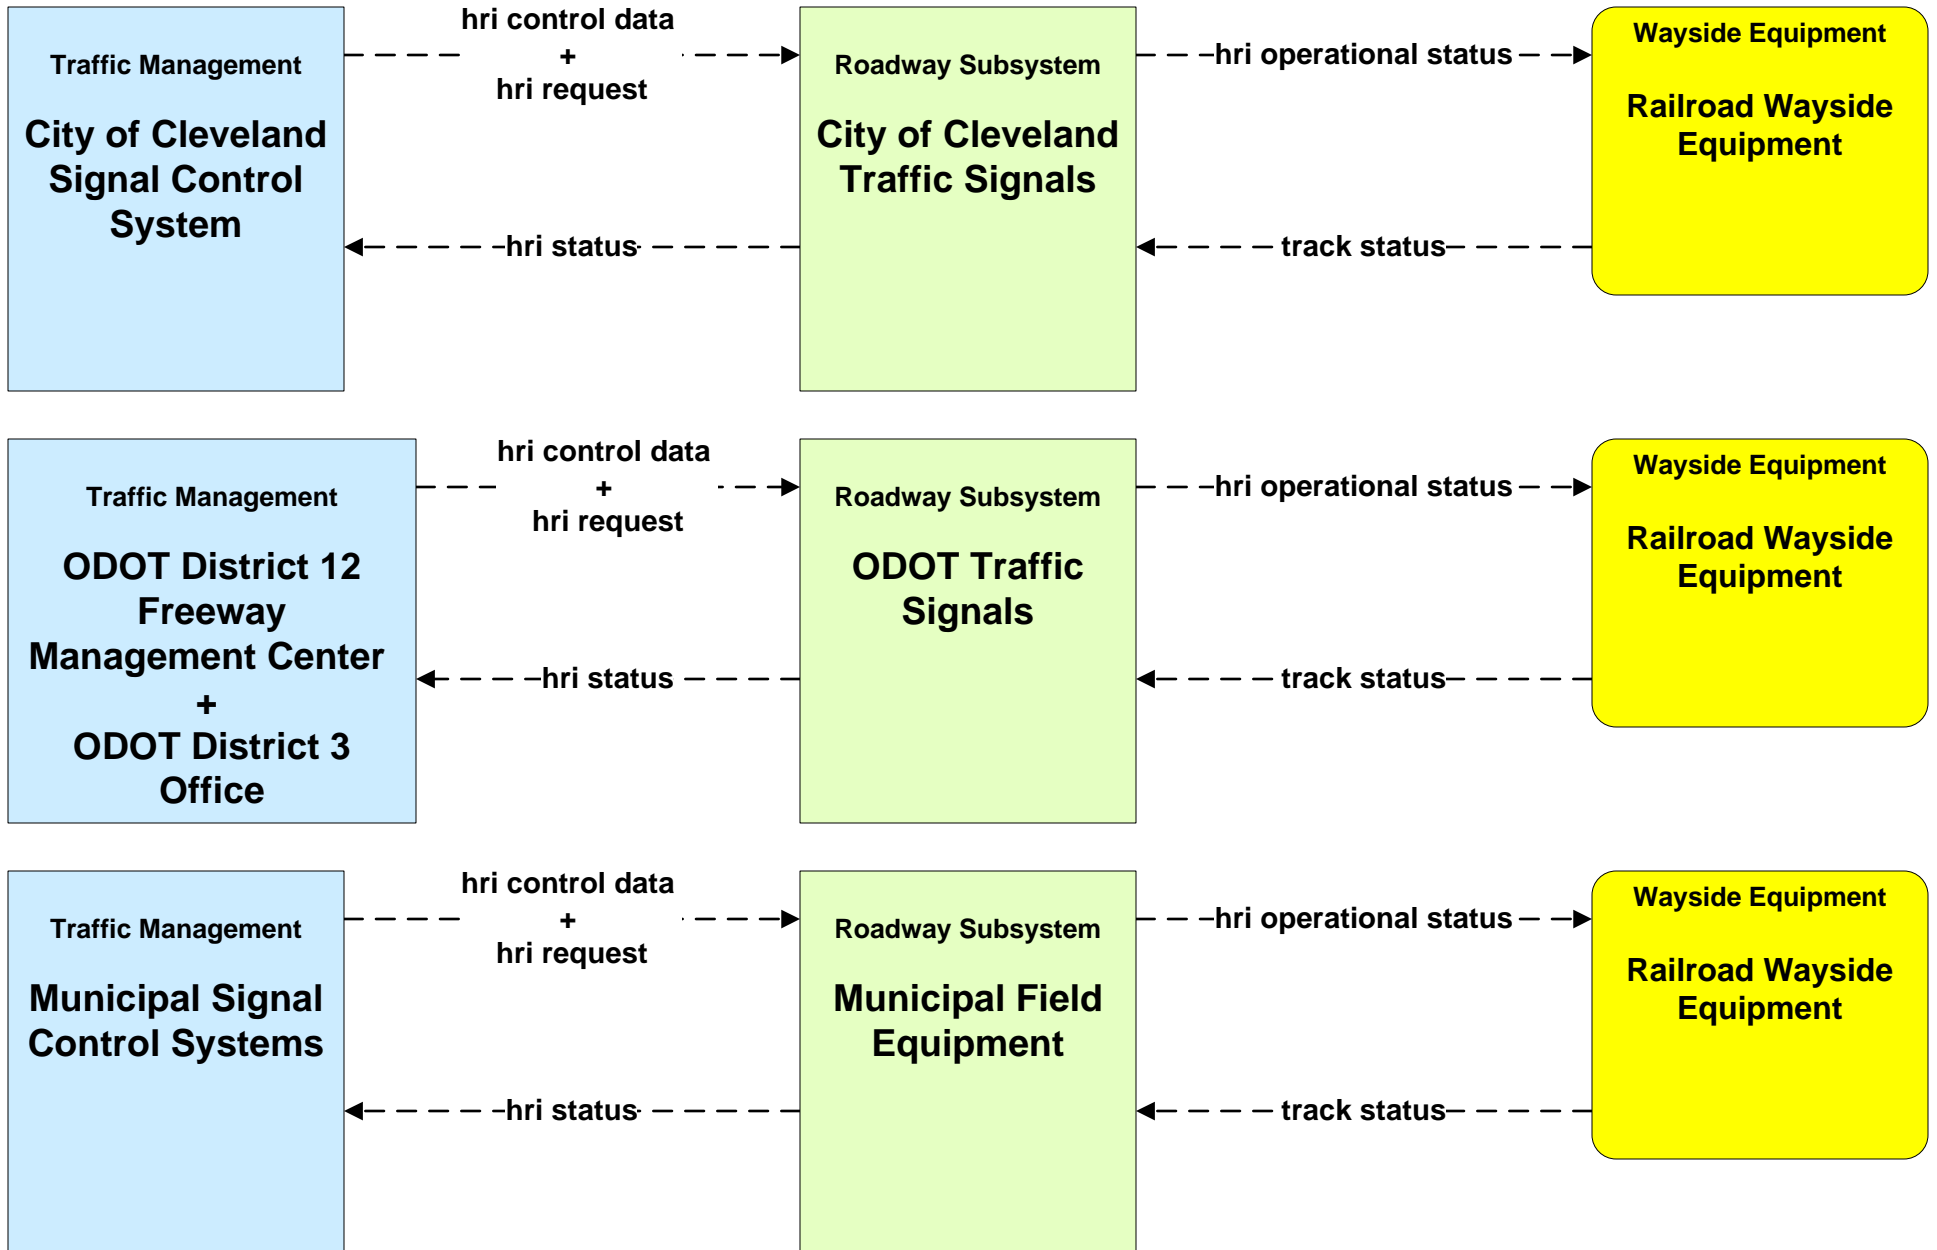 Traffic Management
City of Cleveland
Signal Control
System
hri control data
+
hri request
hri status
Roadway Subsystem
City of Cleveland
Traffic Signals
hri operational status
track status
Wayside Equipment
Railroad Wayside
Equipment
Traffic Management
ODOT District 12
Freeway
Management Center
+
ODOT District 3
Office
hri control data
+
hri request
hri status
Roadway Subsystem
ODOT Traffic
Signals
hri operational status
track status
Wayside Equipment
Railroad Wayside
Equipment
Traffic Management
Municipal Signal
Control Systems
hri control data
+
hri request
hri status
Roadway Subsystem
Municipal Field
Equipment
hri operational status
track status
Wayside Equipment
Railroad Wayside
Equipment